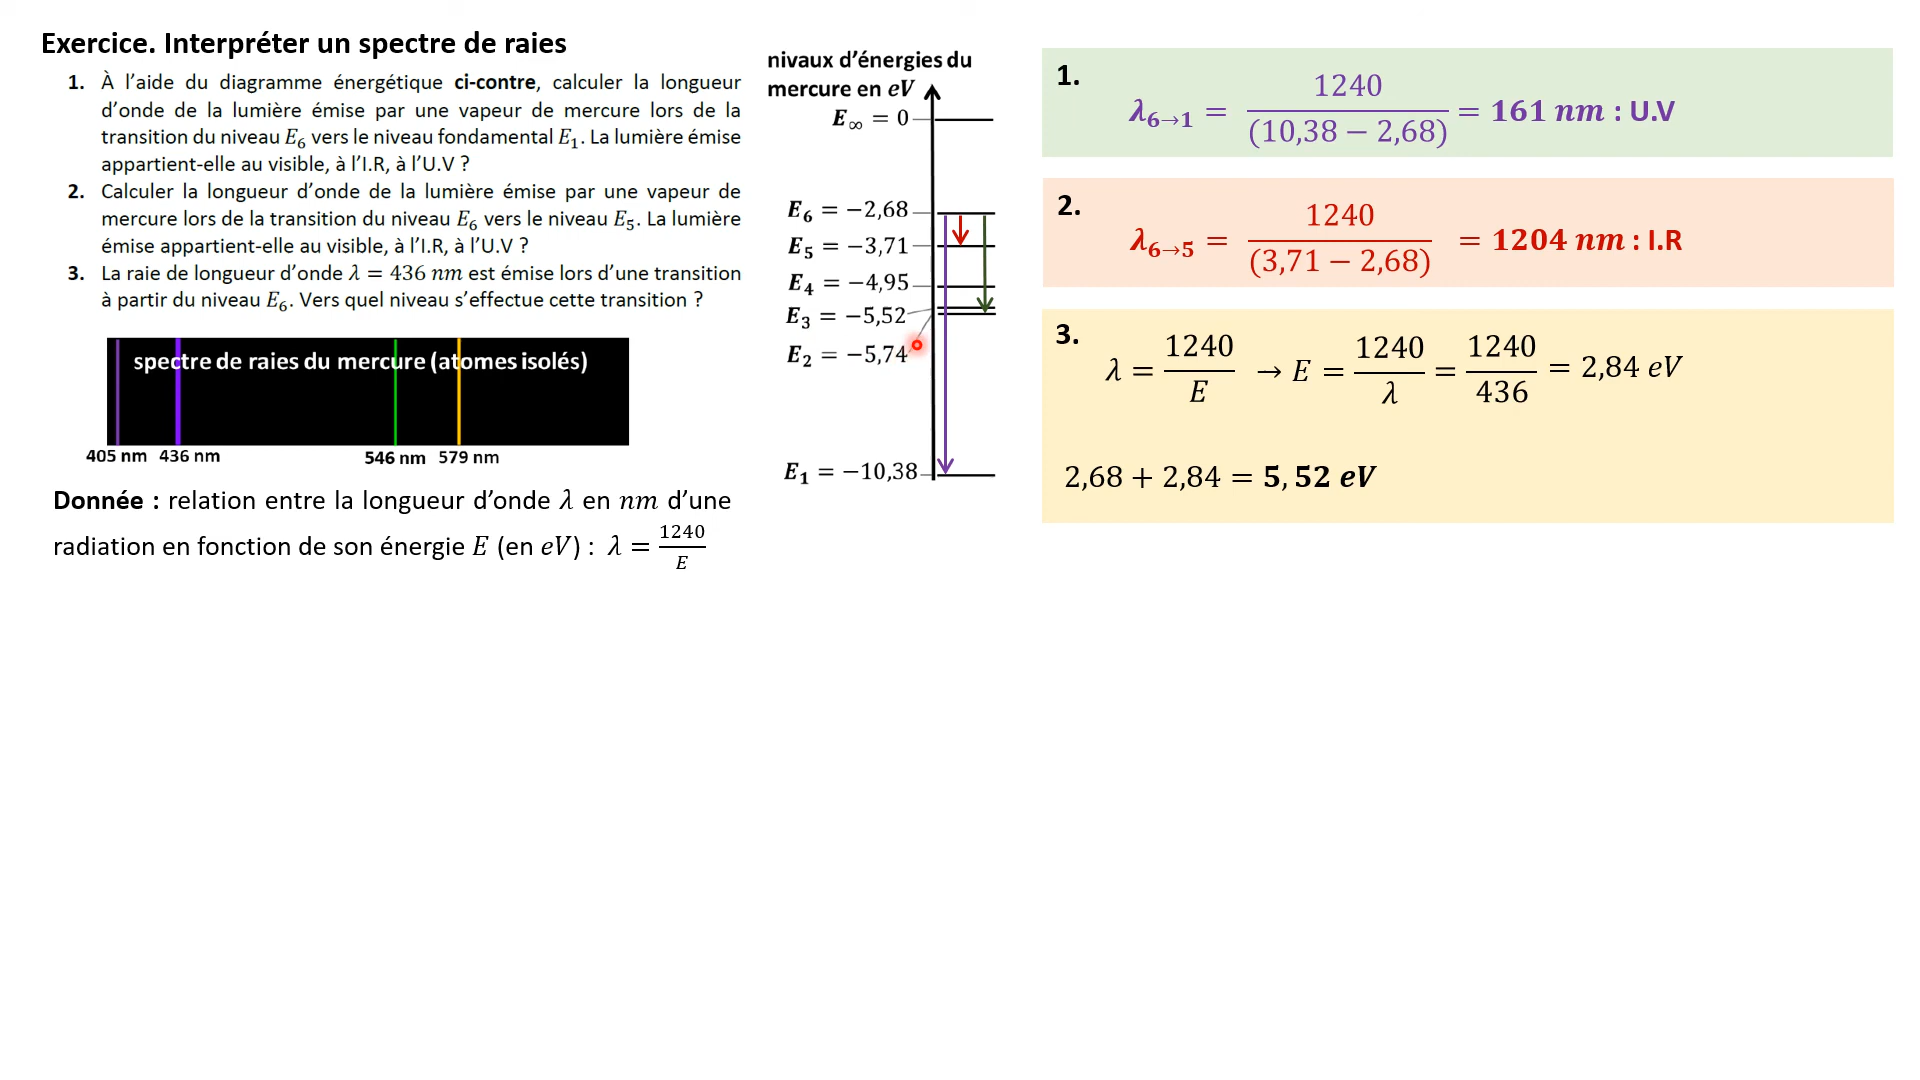 Exercice. Interpréter un spectre de raies
1. À l'aide du diagramme énergétique ci-contre, calculer la longueur
d'onde de la lumière émise par une vapeur de mercure lors de la
transition du niveau E₆ vers le niveau fondamental E₁. La lumière émise
appartient-elle au visible, à l'I.R, à l'U.V ?
2. Calculer la longueur d'onde de la lumière émise par une vapeur de
mercure lors de la transition du niveau E₆ vers le niveau E₅. La lumière
émise appartient-elle au visible, à l'I.R, à l'U.V ?
3. La raie de longueur d'onde λ = 436 nm est émise lors d'une transition
à partir du niveau E₆. Vers quel niveau s'effectue cette transition ?
spectre de raies du mercure (atomes isolés)
405 nm 436 nm 546 nm 579 nm
Donnée : relation entre la longueur d'onde λ en nm d'une
radiation en fonction de son énergie E (en eV) : λ = 1240/E
nivaux d'énergies du
mercure en eV
E∞ = 0
E₆ = −2,68
E₅ = −3,71
E₄ = −4,95
E₃ = −5,52
E₂ = −5,74
E₁ = −10,38
1.
λ₆→₁ = 1240/(10,38 − 2,68) = 161 nm : U.V
2.
λ₆→₅ = 1240/(3,71 − 2,68) = 1204 nm : I.R
3.
λ = 1240/E → E = 1240/λ = 1240/436 = 2,84 eV
2,68 + 2,84 = 5,52 eV